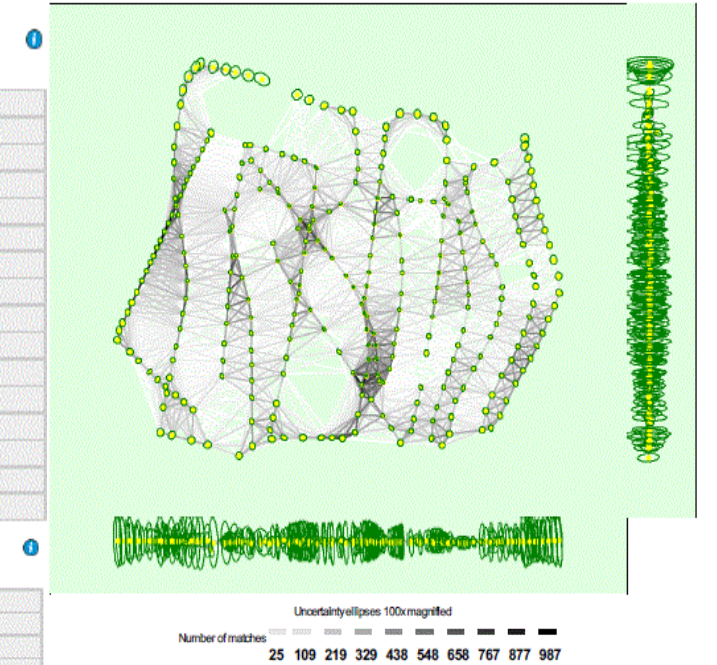 i
i
Uncertainty ellipses 100x magnified
Number of matches
25 109 219 329 438 548 658 767 877 987